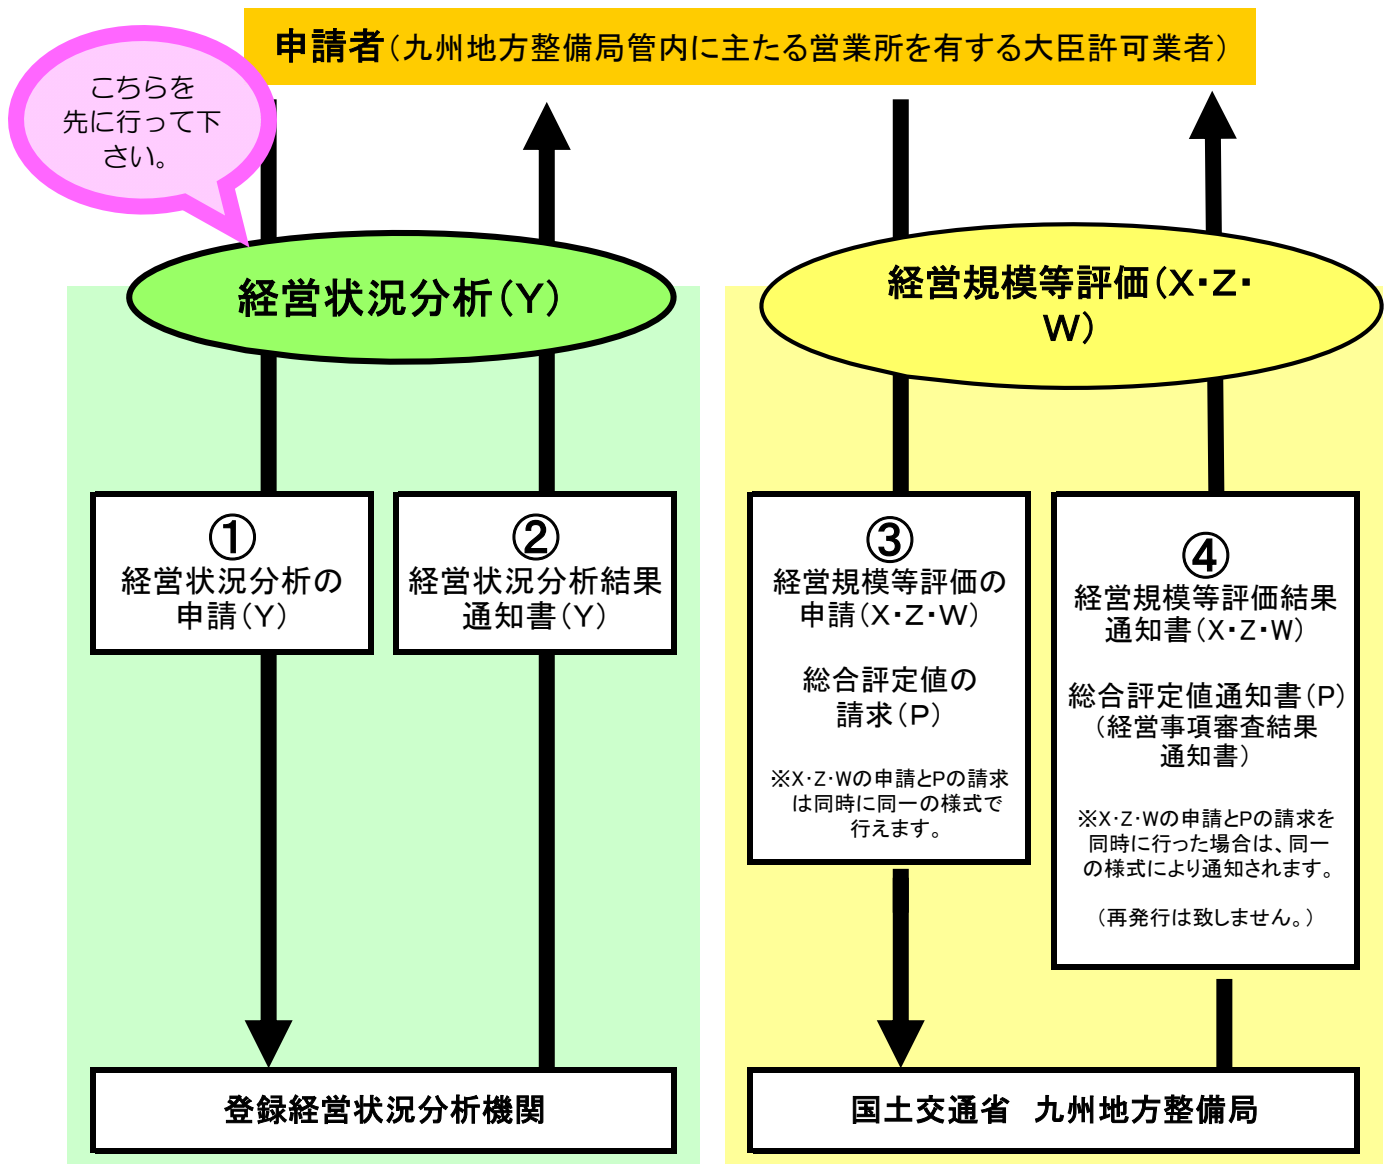 申請者（九州地方整備局管内に主たる営業所を有する大臣許可業者）
こちらを
先に行って下
さい。
経営状況分析（Y）
経営規模等評価（X・Z・
W）
①
経営状況分析の
申請（Y）
②
経営状況分析結果
通知書（Y）
③
経営規模等評価の
申請（X・Z・W）
総合評定値の
請求（P）
※X・Z・Wの申請とPの請求
は同時に同一の様式で
行えます。
④
経営規模等評価結果
通知書（X・Z・W）
総合評定値通知書（P）
（経営事項審査結果
通知書）
※X・Z・Wの申請とPの請求を
同時に行った場合は、同一
の様式により通知されます。
（再発行は致しません。）
登録経営状況分析機関
国土交通省　九州地方整備局